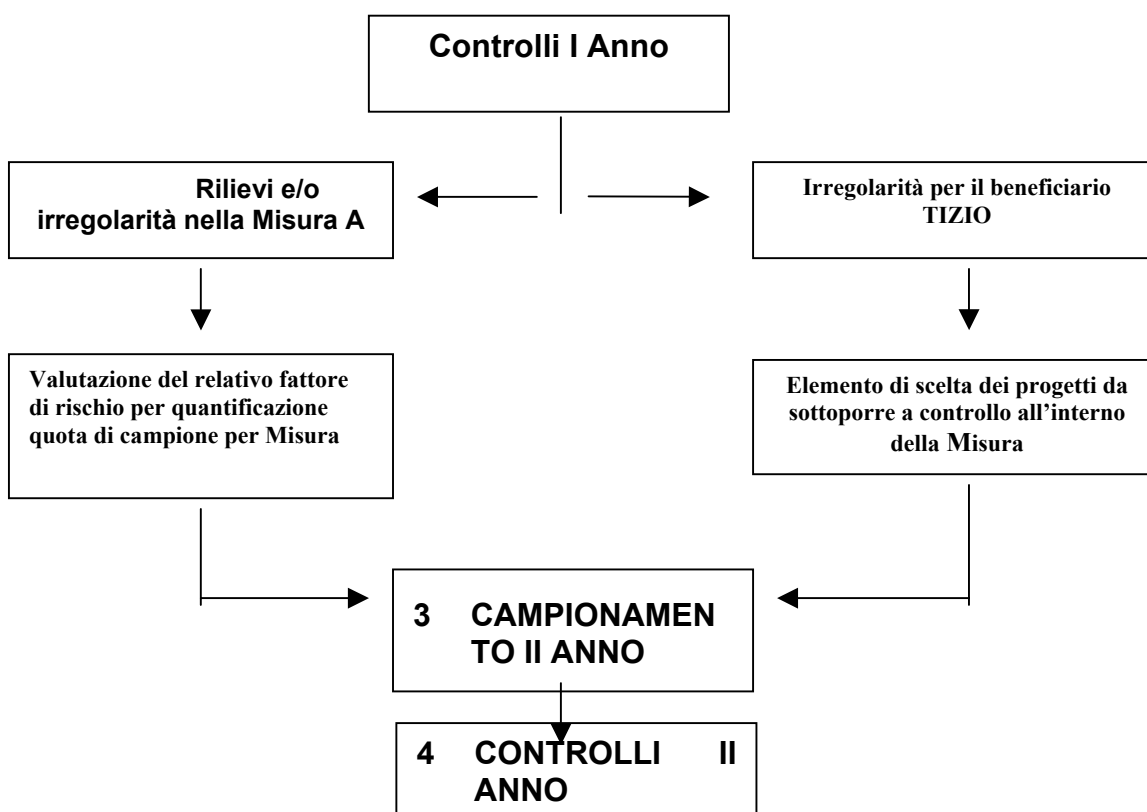 Controlli I Anno
Rilievi e/o
irregolarità nella Misura A
Irregolarità per il beneficiario
TIZIO
Valutazione del relativo fattore
di rischio per quantificazione
quota di campione per Misura
Elemento di scelta dei progetti da
sottoporre a controllo all’interno
della Misura
3 CAMPIONAMEN
TO II ANNO
4 CONTROLLI II
ANNO